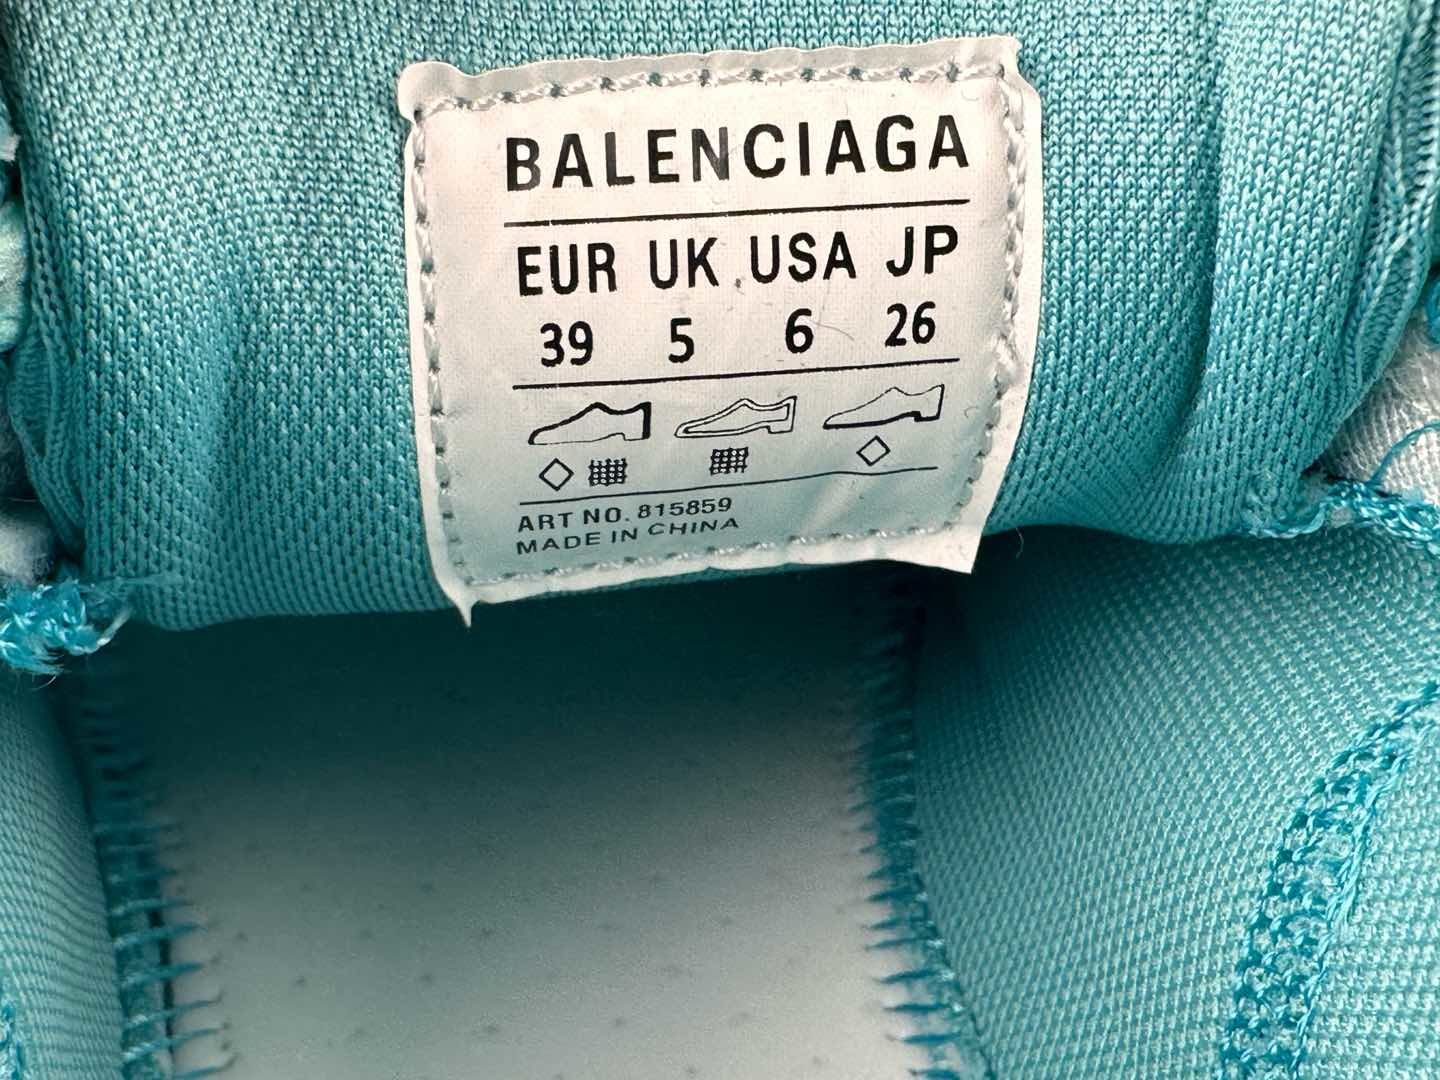 BALENCIAGA
EUR UK USA JP
39 5 6 26
ART NO. 815859
MADE IN CHINA